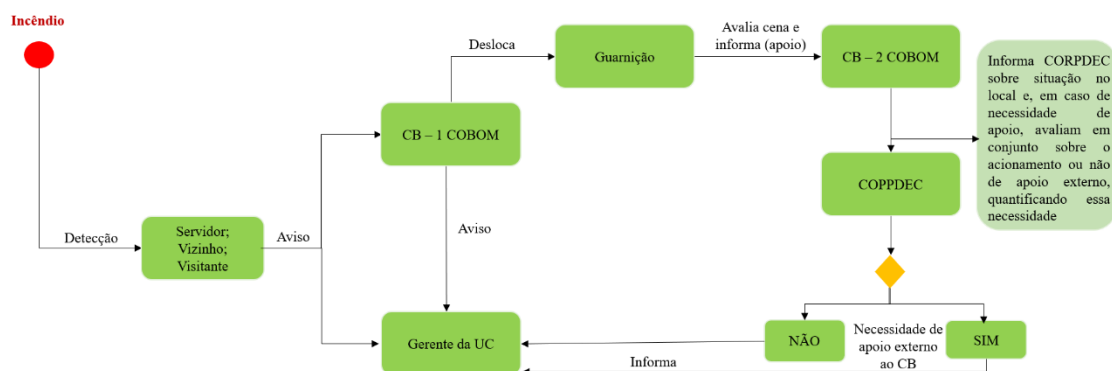 Incêndio
Detecção
Servidor;
Vizinho;
Visitante
Aviso
CB – 1 COBOM
Desloca
Guarnição
Avalia cena e
informa (apoio)
CB – 2 COBOM
Informa CORPDEC
sobre situação no
local e, em caso de
necessidade de
apoio, avaliam em
conjunto sobre o
acionamento ou não
de apoio externo,
quantificando essa
necessidade
COPPDEC
Aviso
Gerente da UC
NÃO
Necessidade de
apoio externo
ao CB
SIM
Informa